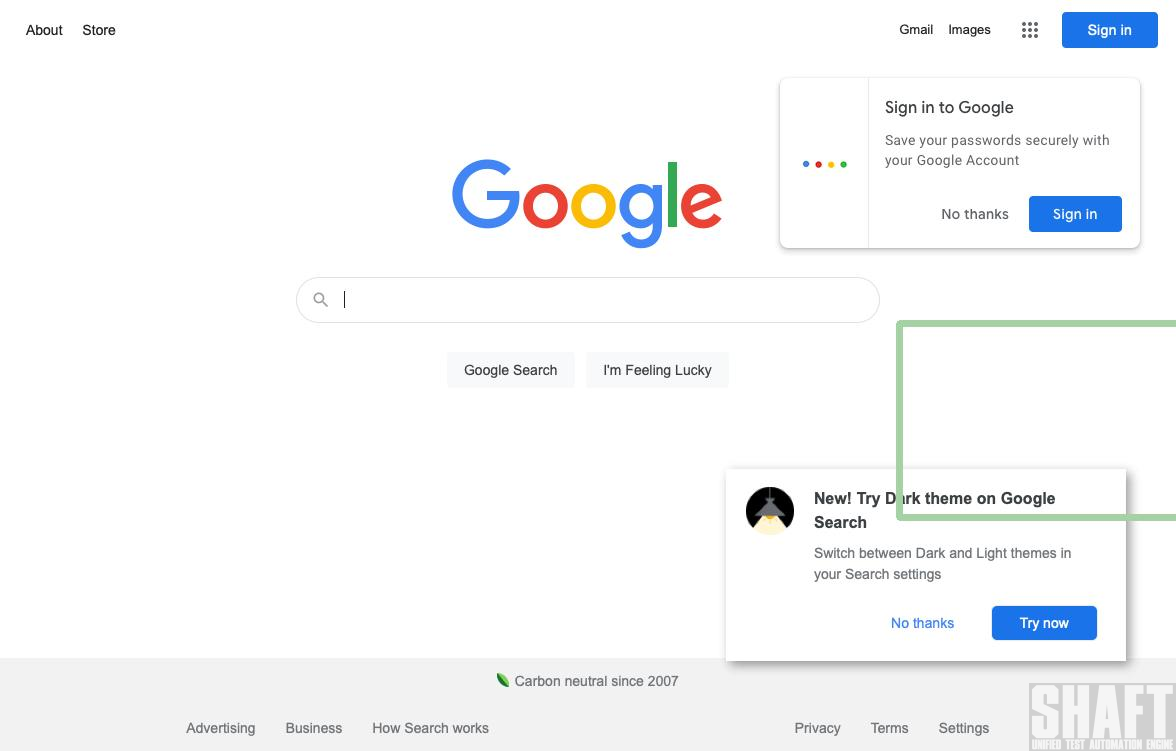 About Store
Gmail Images Sign in
Sign in to Google
Save your passwords securely with
your Google Account
No thanks Sign in
Google
Google Search I'm Feeling Lucky
New! Try Dark theme on Google
Search
Switch between Dark and Light themes in
your Search settings
No thanks Try now
Carbon neutral since 2007
Advertising Business How Search works
Privacy Terms Settings
SHAFT
UNIFIED TEST AUTOMATION ENGINE